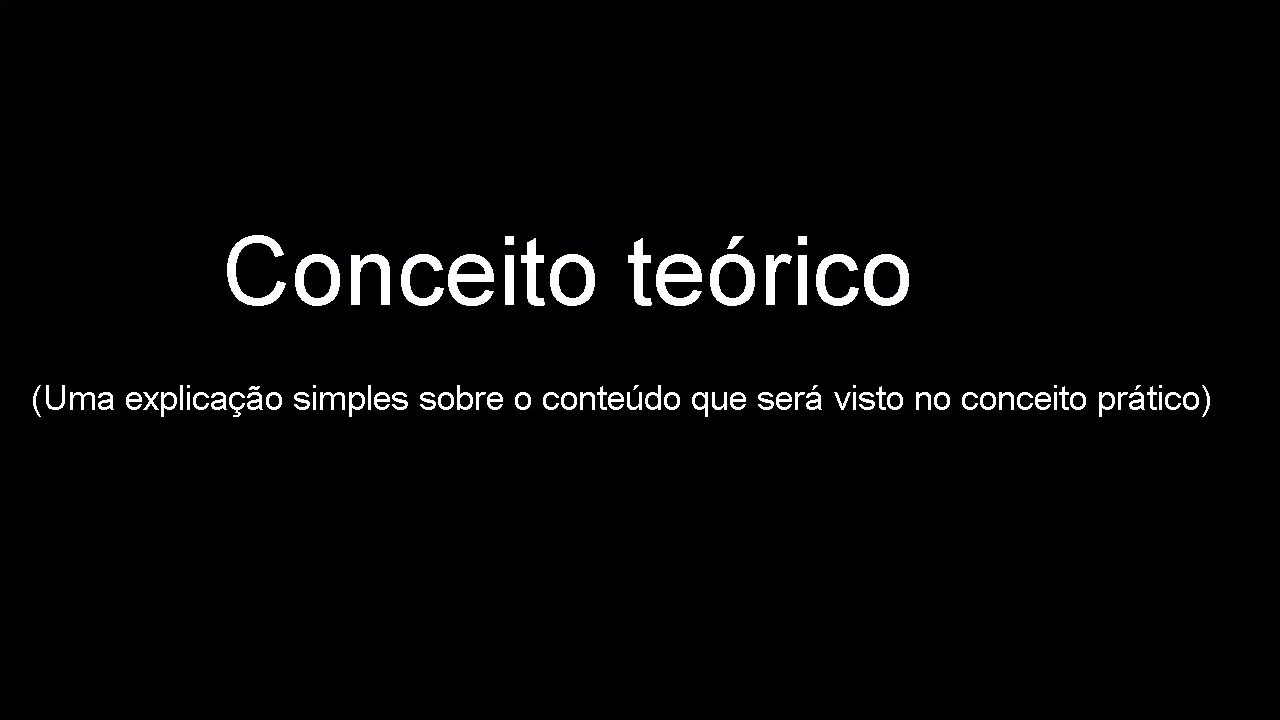 Conceito teórico
(Uma explicação simples sobre o conteúdo que será visto no conceito prático)